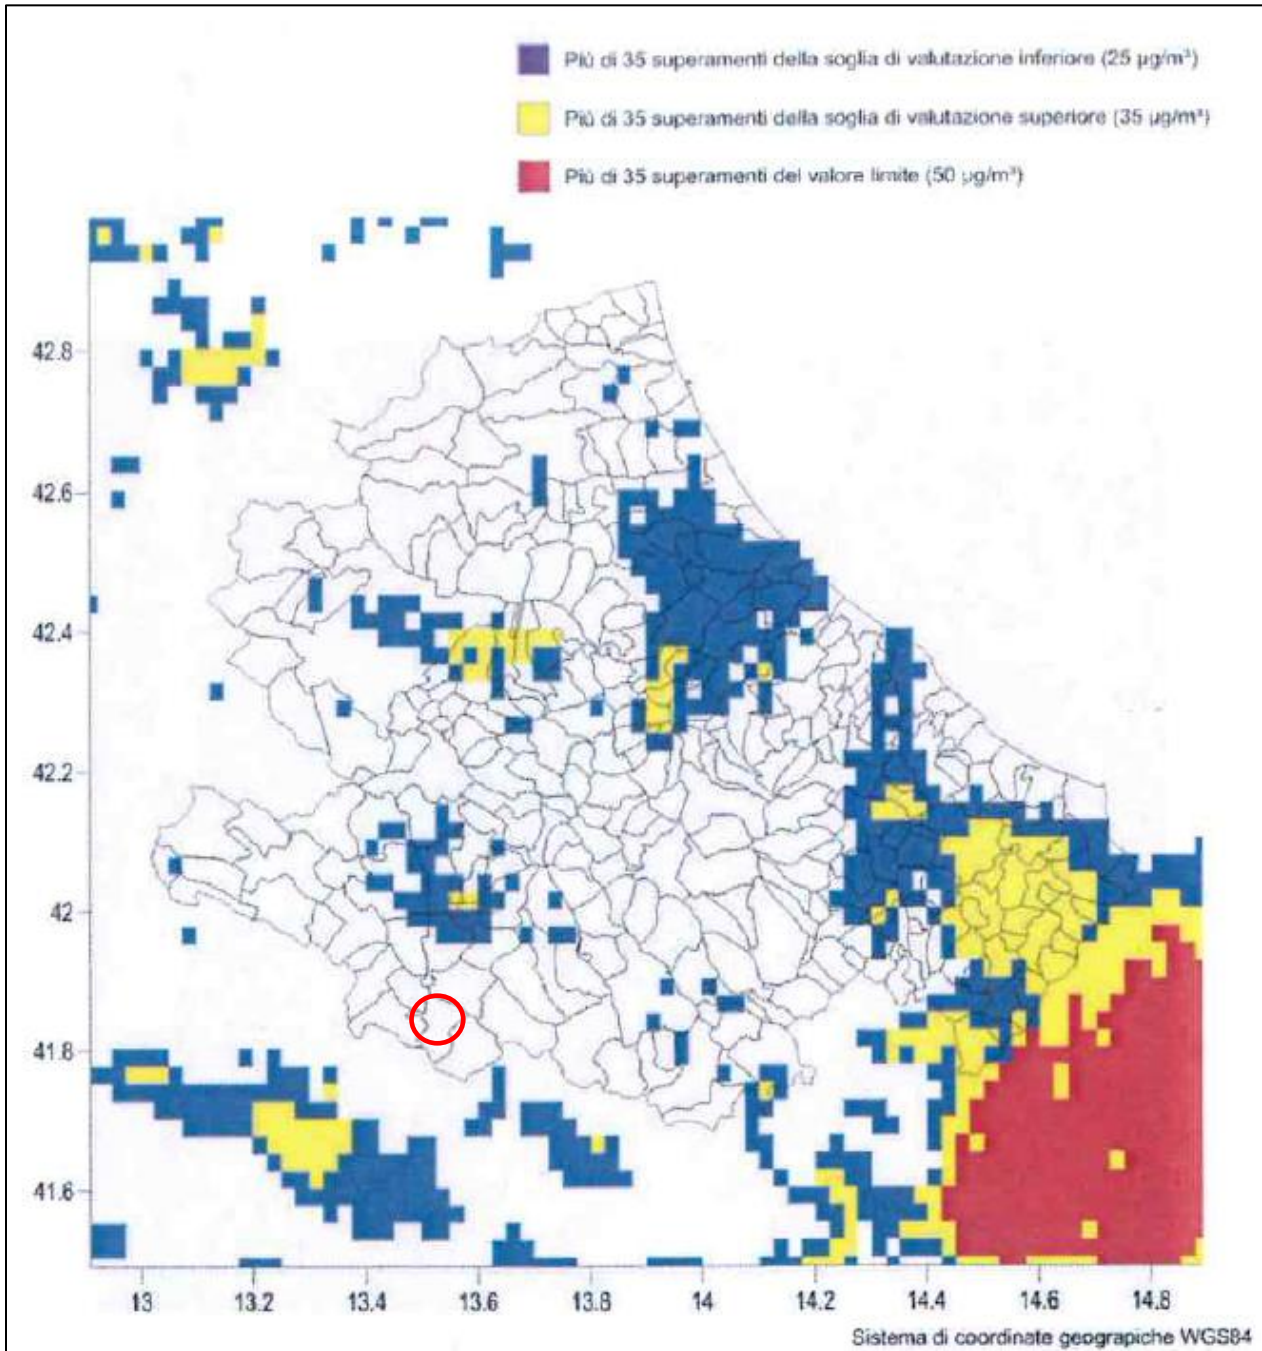 Più di 35 superamenti della soglia di valutazione inferiore (25 µg/m³)
Più di 35 superamenti della soglia di valutazione superiore (35 µg/m³)
Più di 35 superamenti del valore limite (50 µg/m³)
42.8
42.6
42.4
42.2
42
41.8
41.6
13 13.2 13.4 13.6 13.8 14 14.2 14.4 14.6 14.8
Sistema di coordinate geograpiche WGS84